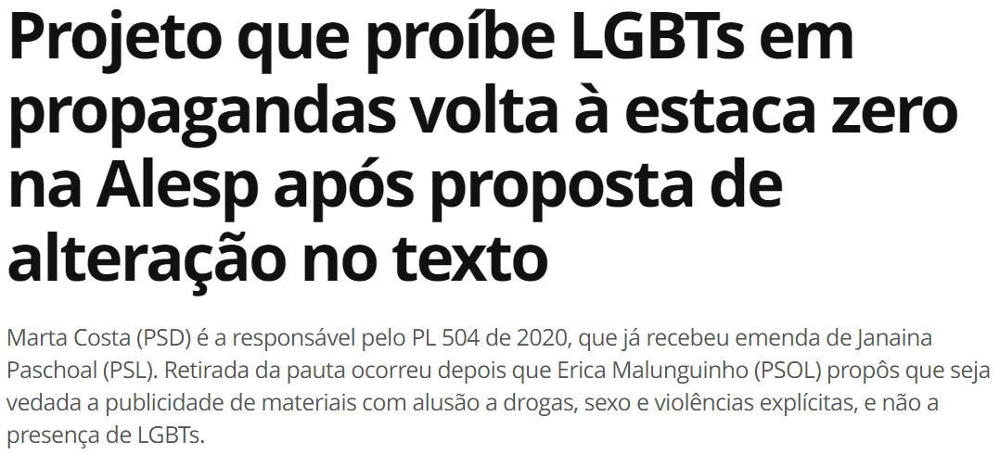 Projeto que proíbe LGBTs em
propagandas volta à estaca zero
na Alesp após proposta de
alteração no texto
Marta Costa (PSD) é a responsável pelo PL 504 de 2020, que já recebeu emenda de Janaina
Paschoal (PSL). Retirada da pauta ocorreu depois que Erica Malunguinho (PSOL) propôs que seja
vedada a publicidade de materiais com alusão a drogas, sexo e violências explícitas, e não a
presença de LGBTs.